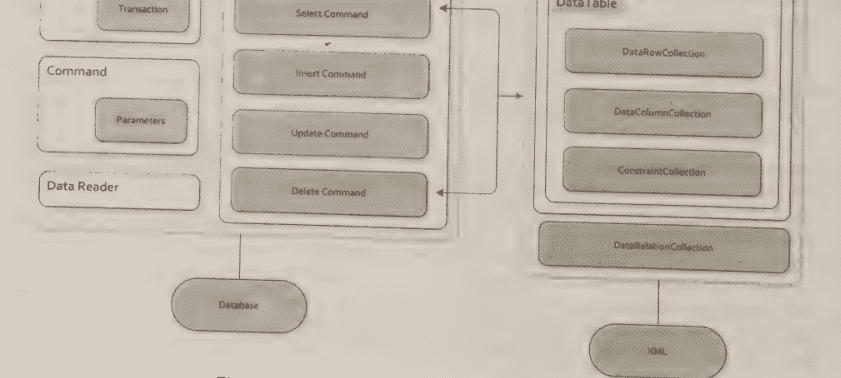 Transaction
Command
Parameters
Data Reader
Select Command
Insert Command
Update Command
Delete Command
Database
DataTable
DataRowCollection
DataColumnCollection
ConstraintCollection
DataRelationCollection
XML